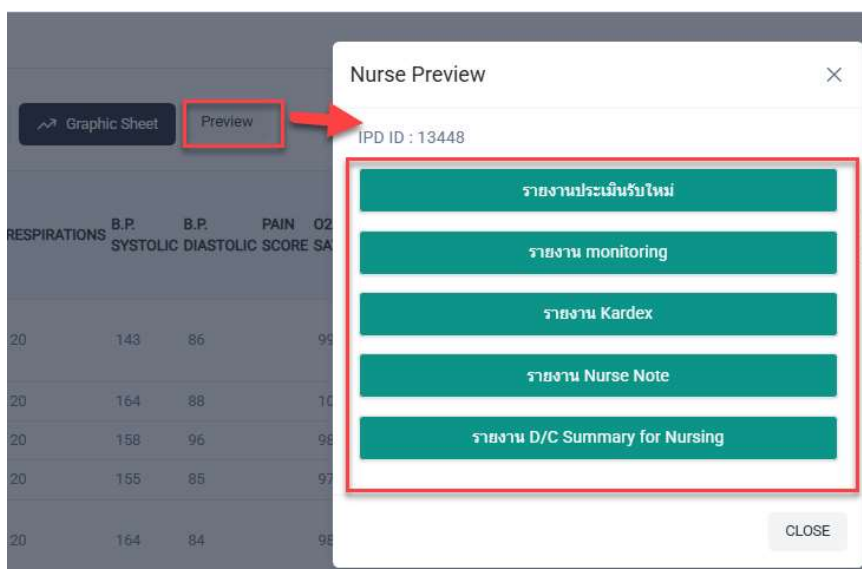 Nurse Preview
Graphic Sheet
Preview
IPD ID : 13448
รายงานประเมินรับใหม่
รายงาน monitoring
รายงาน Kardex
รายงาน Nurse Note
รายงาน D/C Summary for Nursing
CLOSE
RESPIRATIONS B.P. SYSTOLIC B.P. DIASTOLIC PAIN SCORE O2
20 143 86
20 164 88
20 158 96
20 155 85
20 164 84